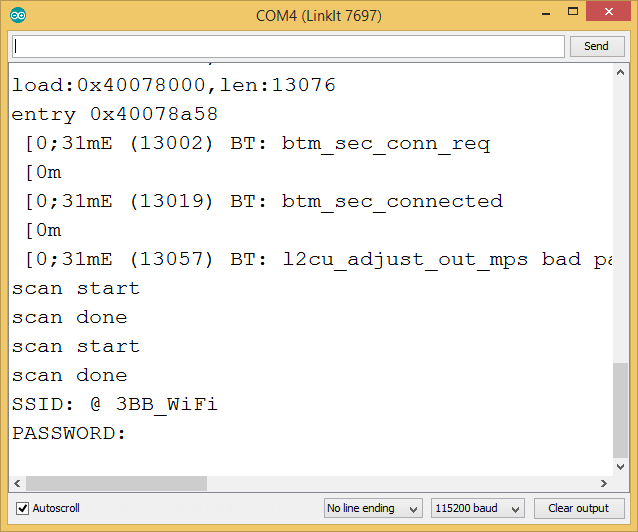 COM4 (LinkIt 7697)
Send
load:0x40078000,len:13076
entry 0x40078a58
[0;31mE (13002) BT: btm_sec_conn_req
[0m
[0;31mE (13019) BT: btm_sec_connected
[0m
[0;31mE (13057) BT: l2cu_adjust_out_mps bad pa
scan start
scan done
scan start
scan done
SSID: @ 3BB_WiFi
PASSWORD:
Autoscroll
No line ending
115200 baud
Clear output